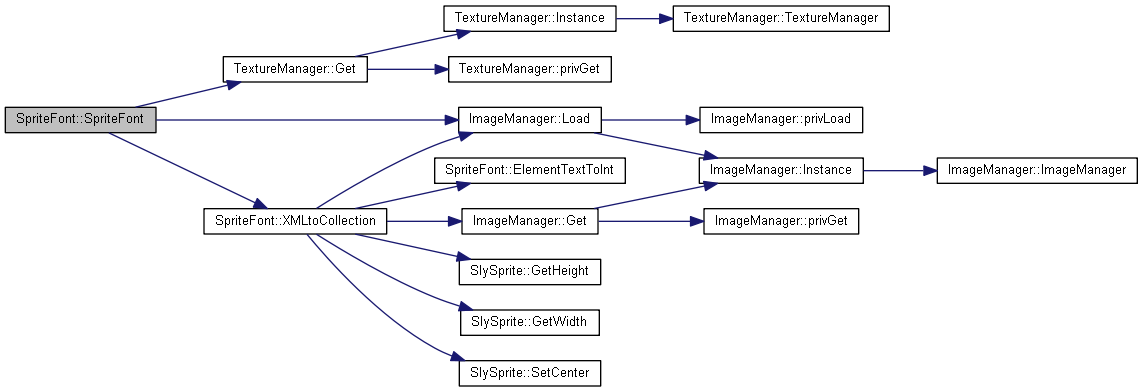 TextureManager::Instance
TextureManager::TextureManager
TextureManager::Get
TextureManager::privGet
SpriteFont::SpriteFont
ImageManager::Load
ImageManager::privLoad
SpriteFont::ElementTextToInt
ImageManager::Instance
ImageManager::ImageManager
SpriteFont::XMLtoCollection
ImageManager::Get
ImageManager::privGet
SlySprite::GetHeight
SlySprite::GetWidth
SlySprite::SetCenter